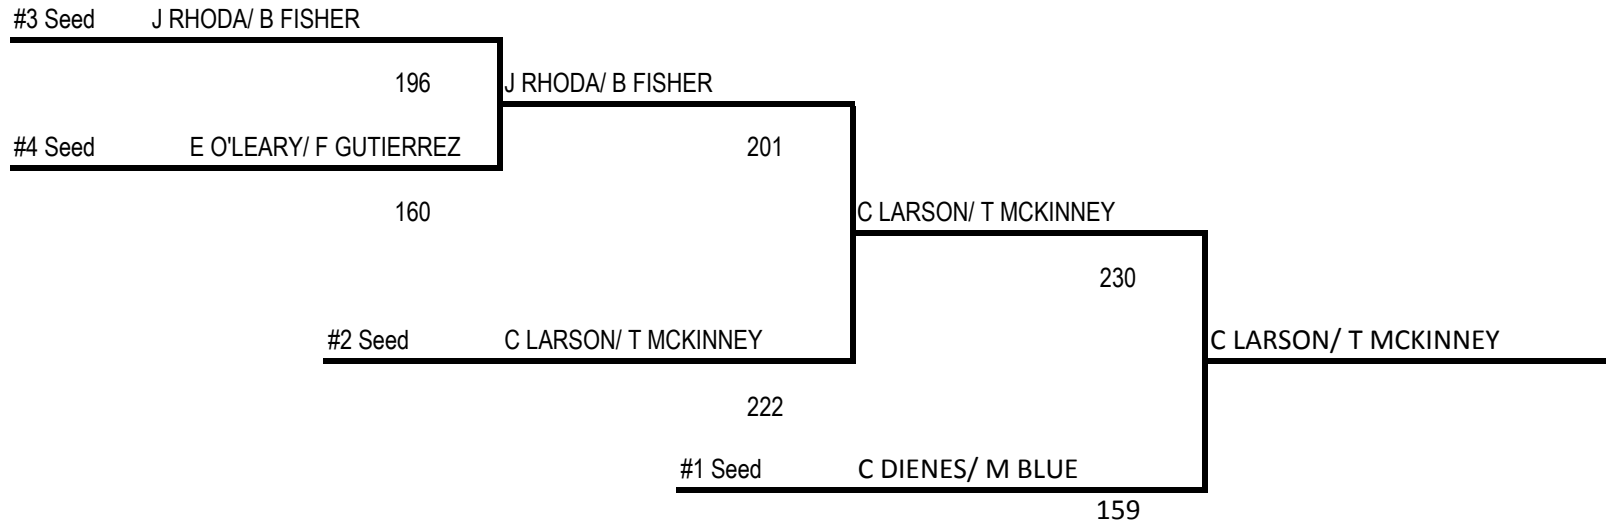 #3 Seed J RHODA/ B FISHER
196 J RHODA/ B FISHER
#4 Seed E O'LEARY/ F GUTIERREZ 201
160 C LARSON/ T MCKINNEY
230
#2 Seed C LARSON/ T MCKINNEY C LARSON/ T MCKINNEY
222
#1 Seed C DIENES/ M BLUE
159